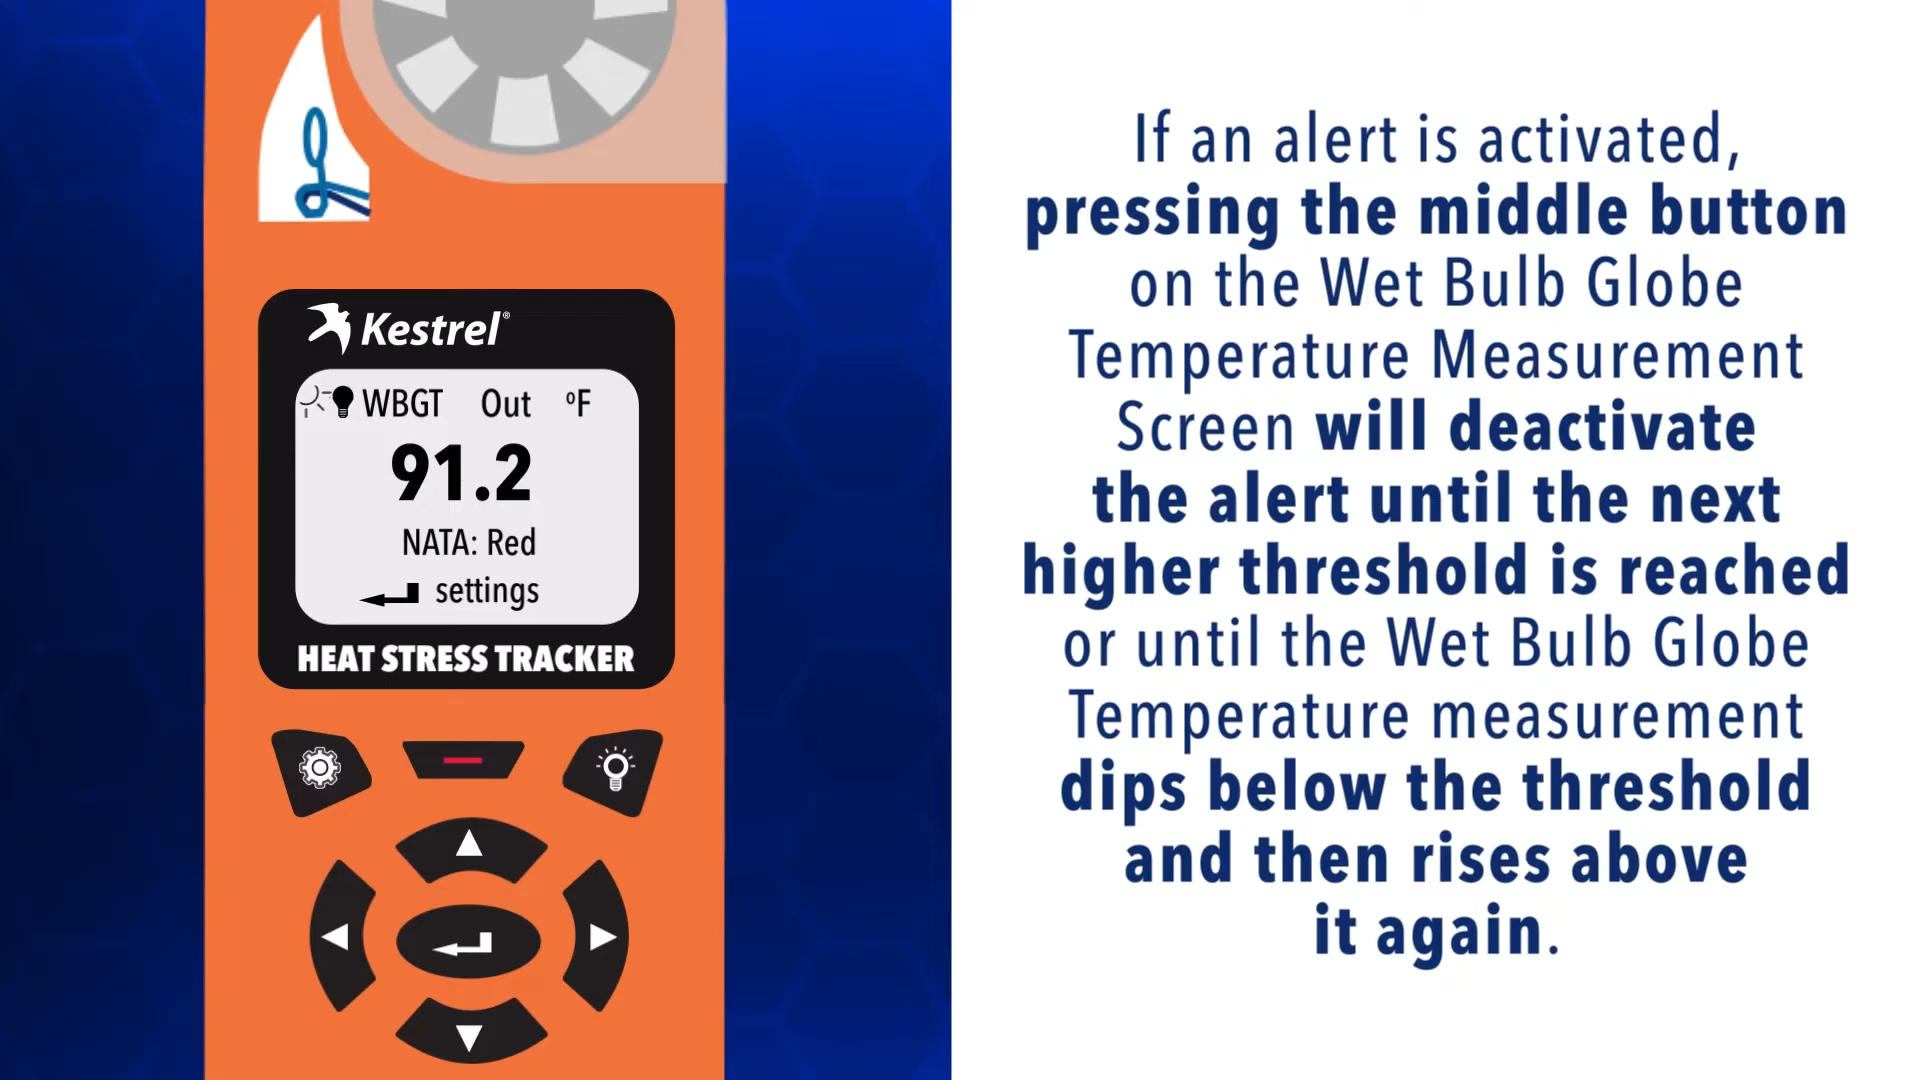 Kestrel®
WBGT Out ºF
91.2
NATA: Red
settings
HEAT STRESS TRACKER
If an alert is activated,
pressing the middle button
on the Wet Bulb Globe
Temperature Measurement
Screen will deactivate
the alert until the next
higher threshold is reached
or until the Wet Bulb Globe
Temperature measurement
dips below the threshold
and then rises above
it again.